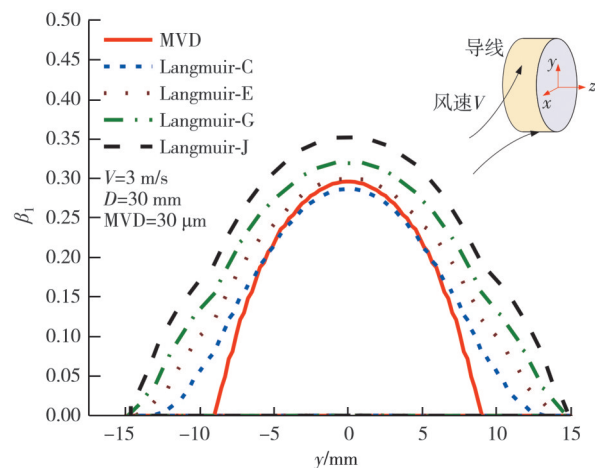 0.50
0.45
0.40
0.35
0.30
0.25
0.20
0.15
0.10
0.05
0.00
β₁
MVD
Langmuir-C
Langmuir-E
Langmuir-G
Langmuir-J
V=3 m/s
D=30 mm
MVD=30 μm
导线
风速V
y
x
z
−15
−10
−5
0
5
10
15
y/mm